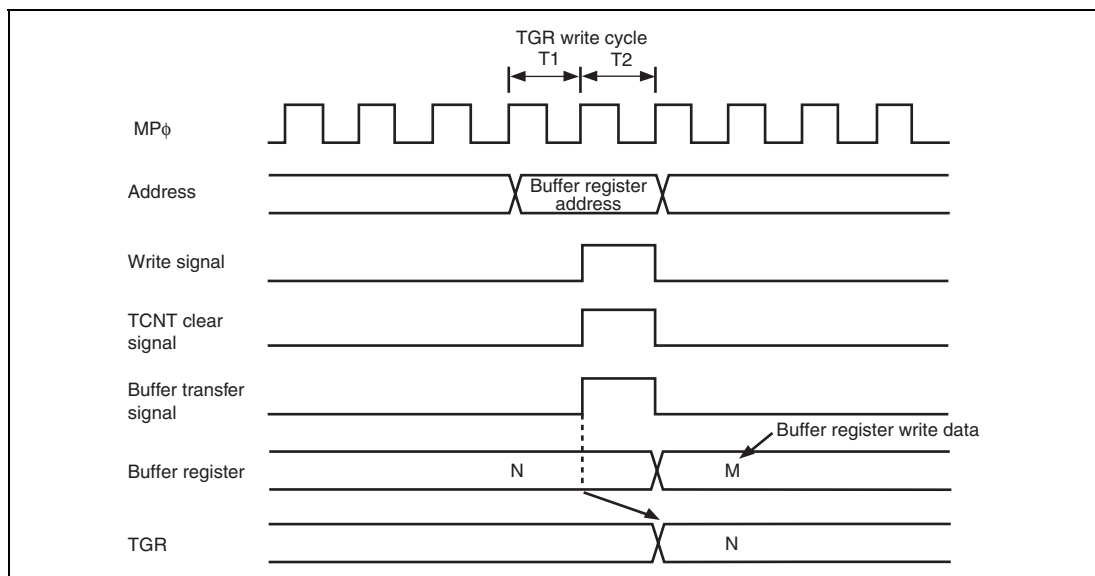 TGR write cycle
T1 T2
MPϕ
Address
Buffer register
address
Write signal
TCNT clear
signal
Buffer transfer
signal
Buffer register write data
Buffer register
N
M
TGR
N